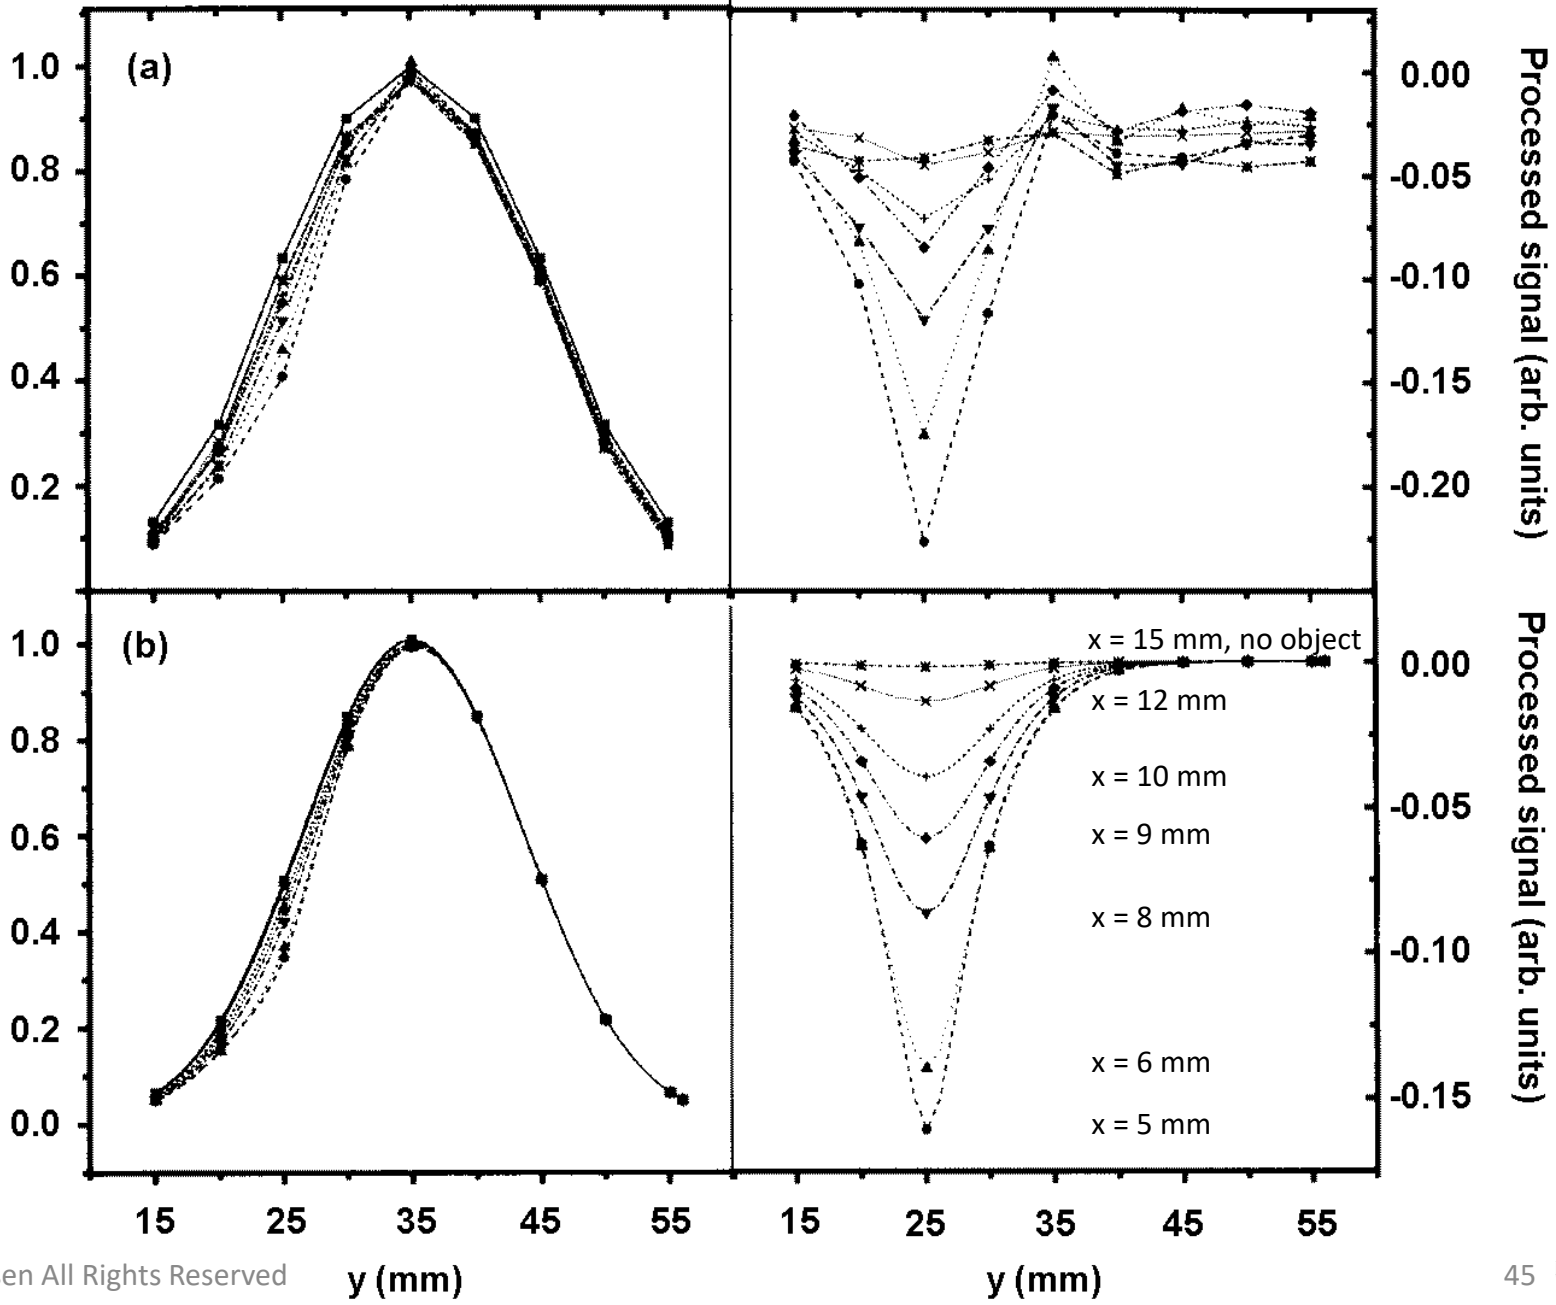 (a)
1.0
0.8
0.6
0.4
0.2
0.00
-0.05
-0.10
-0.15
-0.20
Processed signal (arb. units)
(b)
1.0
0.8
0.6
0.4
0.2
0.0
x = 15 mm, no object
x = 12 mm
x = 10 mm
x = 9 mm
x = 8 mm
x = 6 mm
x = 5 mm
0.00
-0.05
-0.10
-0.15
Processed signal (arb. units)
15 25 35 45 55
15 25 35 45 55
y (mm)
y (mm)
sen All Rights Reserved
45